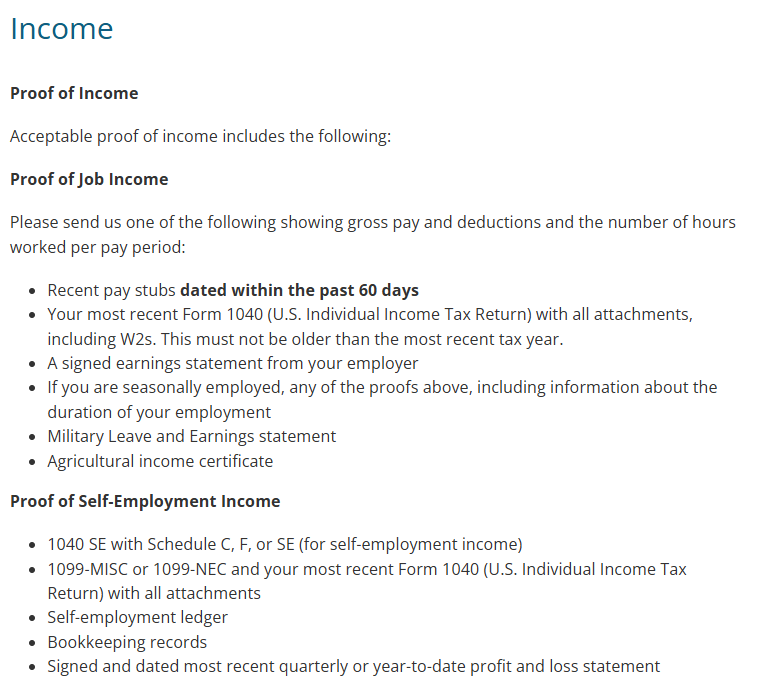 Income
Proof of Income
Acceptable proof of income includes the following:
Proof of Job Income
Please send us one of the following showing gross pay and deductions and the number of hours
worked per pay period:
• Recent pay stubs dated within the past 60 days
• Your most recent Form 1040 (U.S. Individual Income Tax Return) with all attachments,
including W2s. This must not be older than the most recent tax year.
• A signed earnings statement from your employer
• If you are seasonally employed, any of the proofs above, including information about the
duration of your employment
• Military Leave and Earnings statement
• Agricultural income certificate
Proof of Self-Employment Income
• 1040 SE with Schedule C, F, or SE (for self-employment income)
• 1099-MISC or 1099-NEC and your most recent Form 1040 (U.S. Individual Income Tax
Return) with all attachments
• Self-employment ledger
• Bookkeeping records
• Signed and dated most recent quarterly or year-to-date profit and loss statement